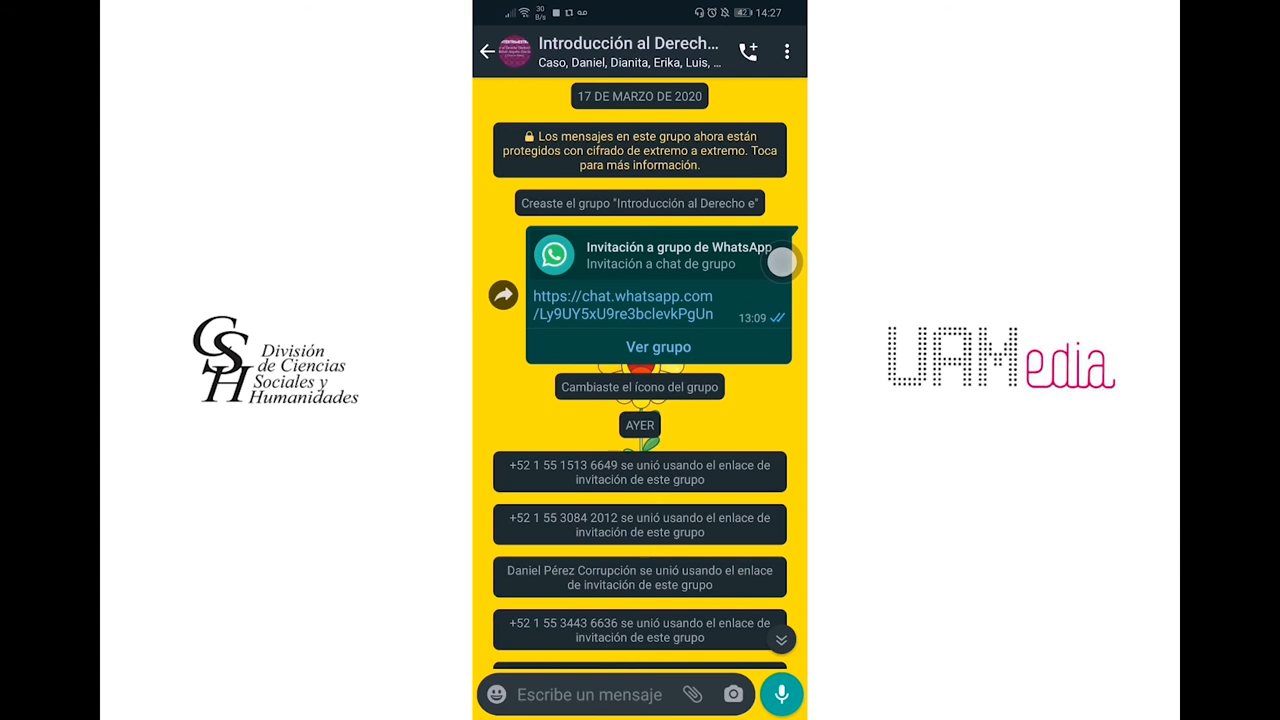 30
B/s
42
14:27
Introducción al Derech...
Caso, Daniel, Dianita, Erika, Luis, ...
17 DE MARZO DE 2020
Los mensajes en este grupo ahora están
protegidos con cifrado de extremo a extremo. Toca
para más información.
Creaste el grupo "Introducción al Derecho e"
Invitación a grupo de WhatsApp
Invitación a chat de grupo
https://chat.whatsapp.com
/Ly9UY5xU9re3bclevkPgUn
13:09
Ver grupo
Cambiaste el ícono del grupo
AYER
+52 1 55 1513 6649 se unió usando el enlace de
invitación de este grupo
+52 1 55 3084 2012 se unió usando el enlace de
invitación de este grupo
Daniel Pérez Corrupción se unió usando el enlace
de invitación de este grupo
+52 1 55 3443 6636 se unió usando el enlace de
invitación de este grupo
Escribe un mensaje
CSH
División
de Ciencias
Sociales y
Humanidades
UAMedia